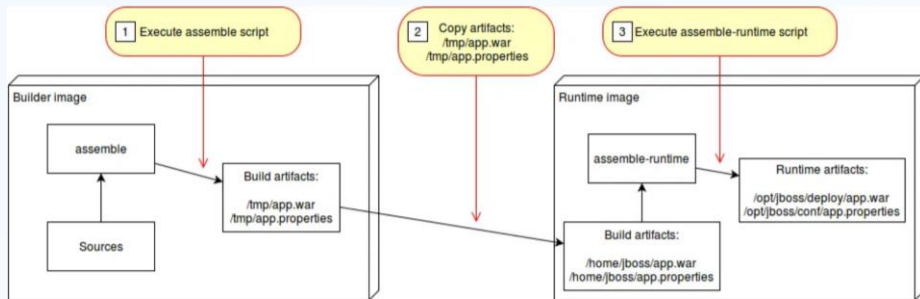 1 Execute assemble script
2 Copy artifacts:
/tmp/app.war
/tmp/app.properties
3 Execute assemble-runtime script
Builder image
assemble
Sources
Build artifacts:
/tmp/app.war
/tmp/app.properties
Runtime image
assemble-runtime
Build artifacts:
/home/jboss/app.war
/home/jboss/app.properties
Runtime artifacts:
/opt/jboss/deploy/app.war
/opt/jboss/conf/app.properties